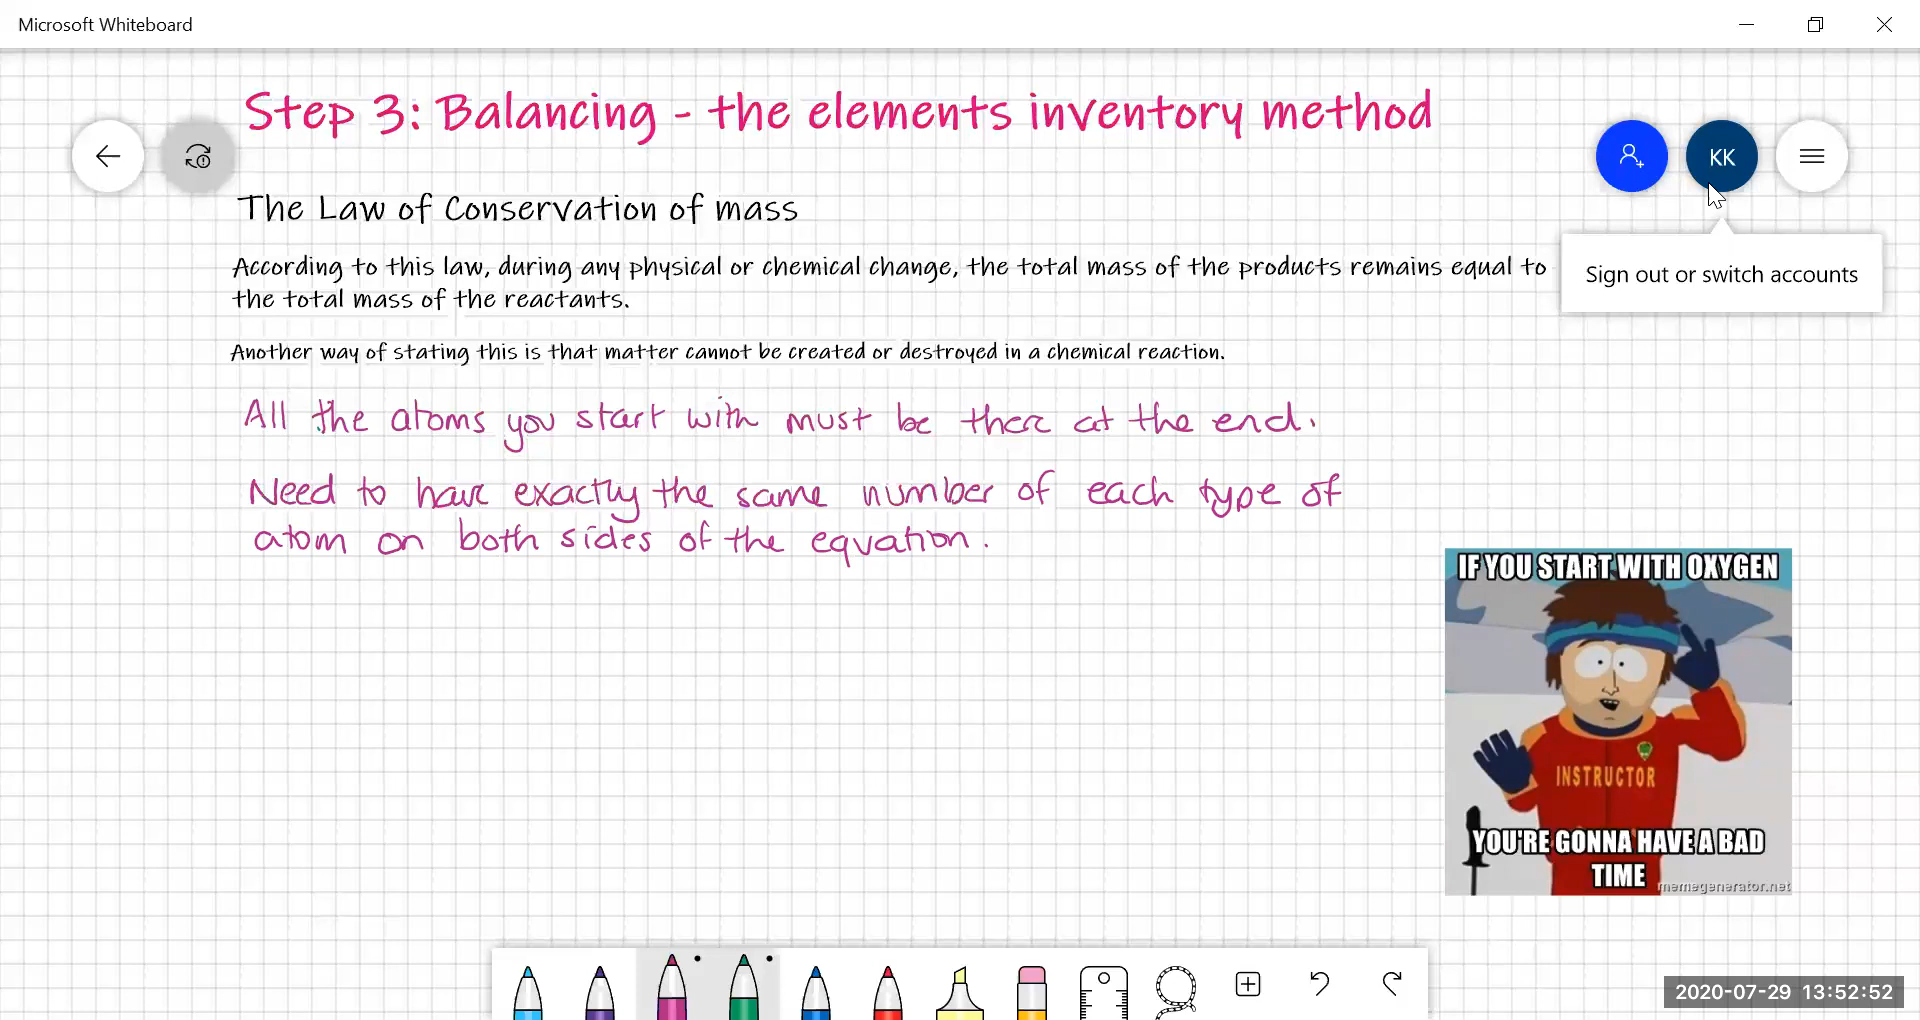 Microsoft Whiteboard
Step 3: Balancing - the elements inventory method
KK
The Law of Conservation of mass
Sign out or switch accounts
According to this law, during any physical or chemical change, the total mass of the products remains equal to
the total mass of the reactants.
Another way of stating this is that matter cannot be created or destroyed in a chemical reaction.
All the atoms you start with must be there at the end.
Need to have exactly the same number of each type of
atom on both sides of the equation.
IF YOU START WITH OXYGEN
INSTRUCTOR
YOU'RE GONNA HAVE A BAD
TIME
memegenerator.net
2020-07-29 13:52:52